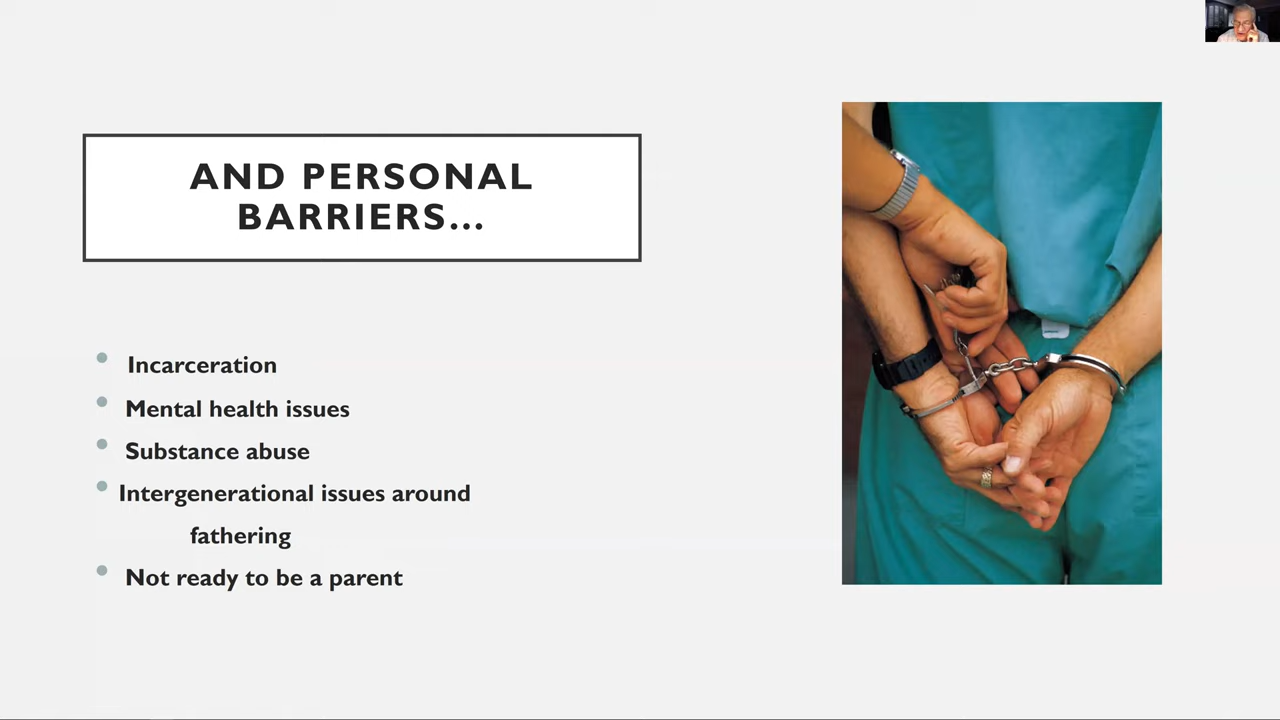 AND PERSONAL
BARRIERS...
Incarceration
Mental health issues
Substance abuse
Intergenerational issues around
fathering
Not ready to be a parent